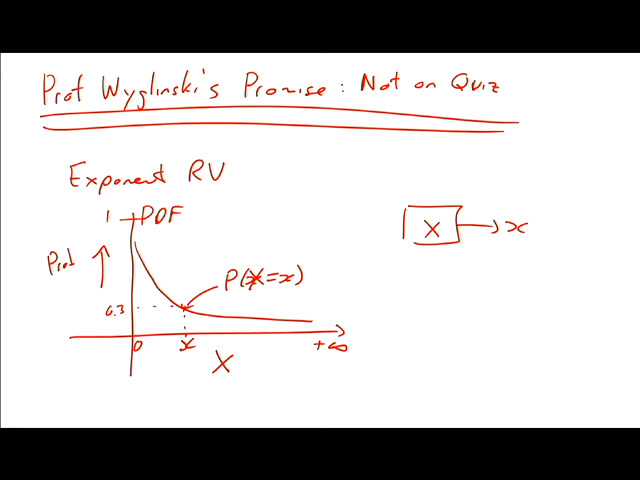 Prof Wyglinski's Promise: Not on Quiz
Exponent RV
1 PDF
X → x
Prob
P(X=x)
0.3
0 x +∞
X